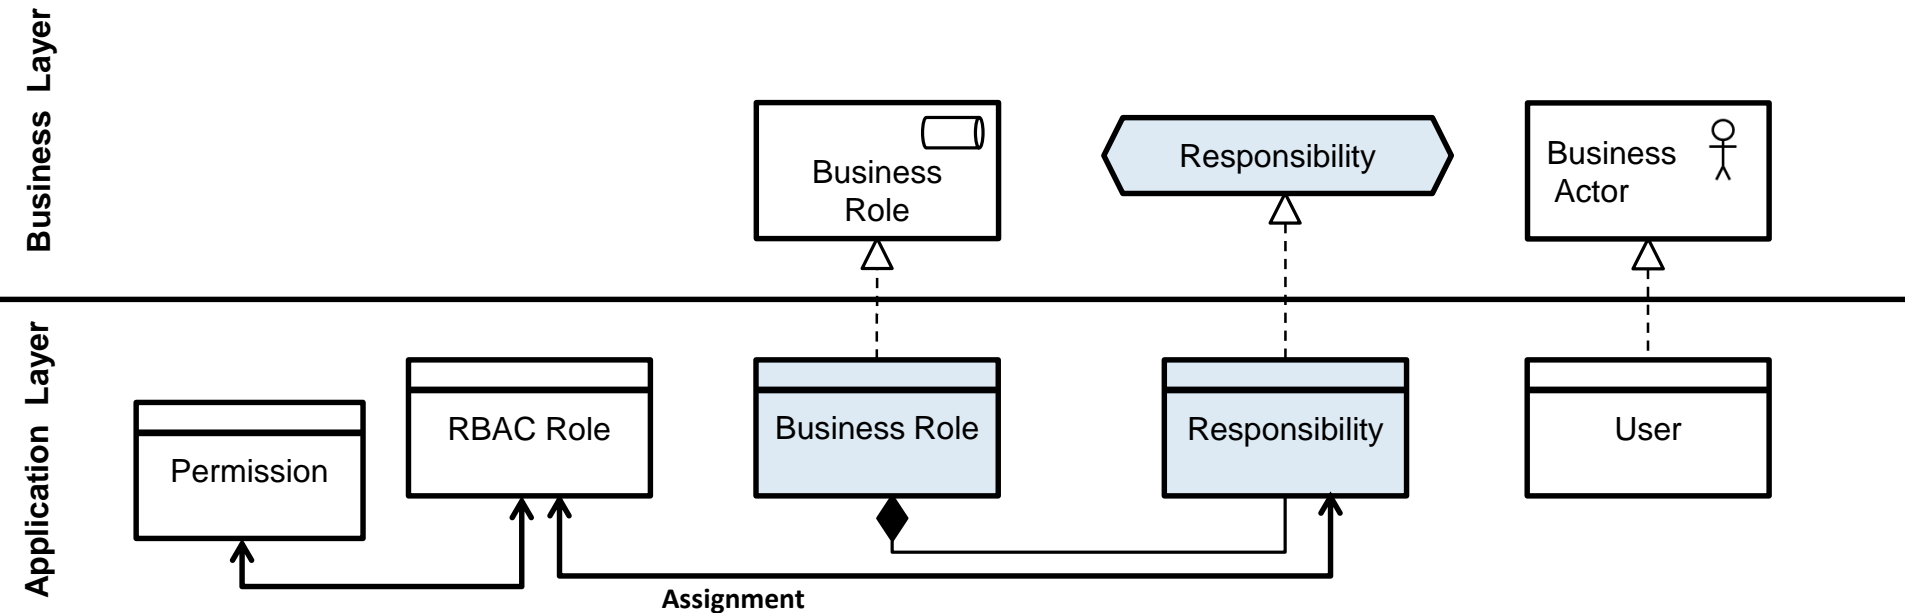 Business Layer
Business
Role
Responsibility
Business
Actor
Application Layer
Permission
RBAC Role
Business Role
Responsibility
User
Assignment